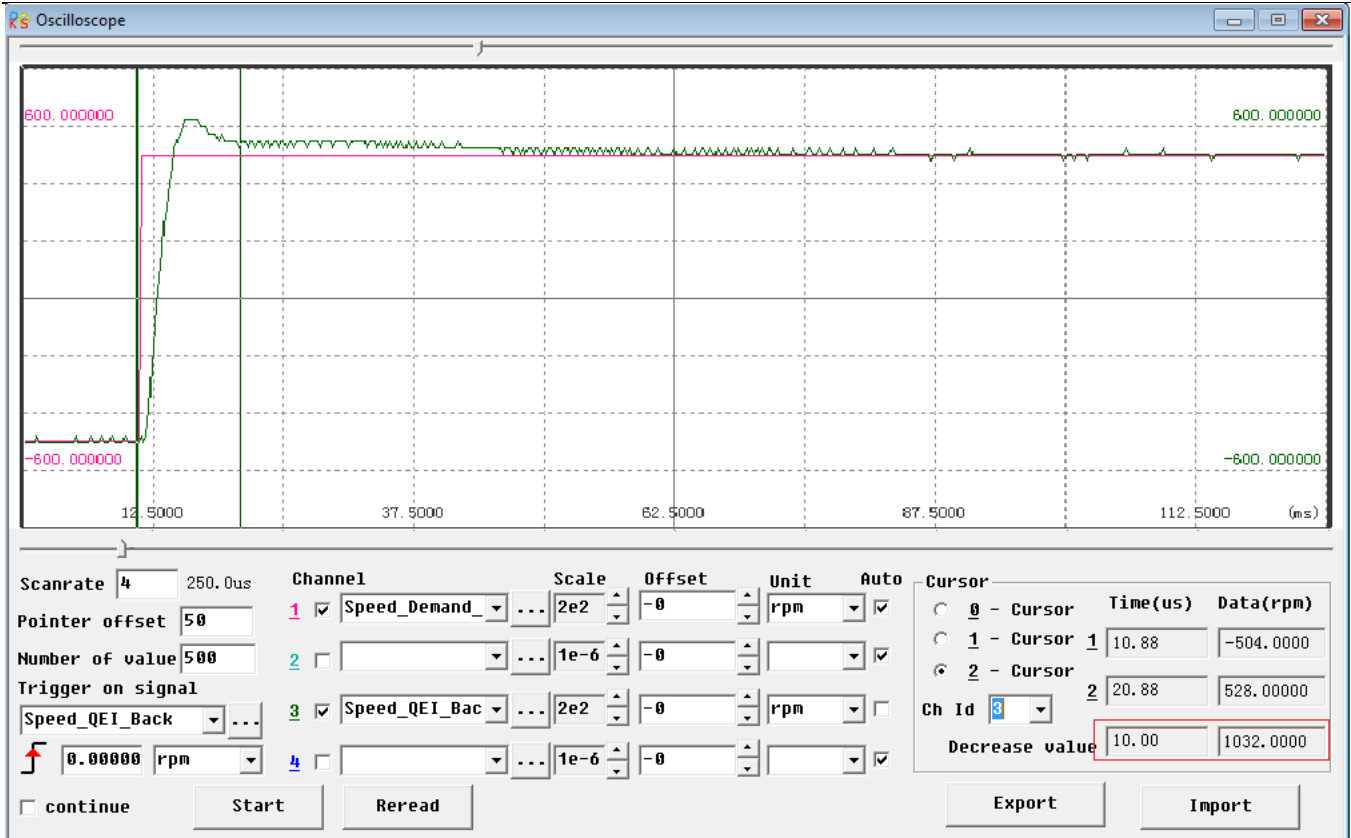 Oscilloscope
600.000000 600.000000
-600.000000 -600.000000
12.5000 37.5000 62.5000 87.5000 112.5000 (ms)
Scanrate 4 250.0us
Pointer offset 50
Number of value 500
Trigger on signal
Speed_QEI_Back ...
0.00000 rpm
continue Start Reread
Channel Scale Offset Unit Auto
1 Speed_Demand_ ... 2e2 -0 rpm
2 ... 1e-6 -0
3 Speed_QEI_Bac ... 2e2 -0 rpm
4 ... 1e-6 -0
Cursor
0 - Cursor Time(us) Data(rpm)
1 - Cursor 1 10.88 -504.0000
2 - Cursor
2 20.88 528.00000
Ch Id 3
Decrease value 10.00 1032.0000
Export Import